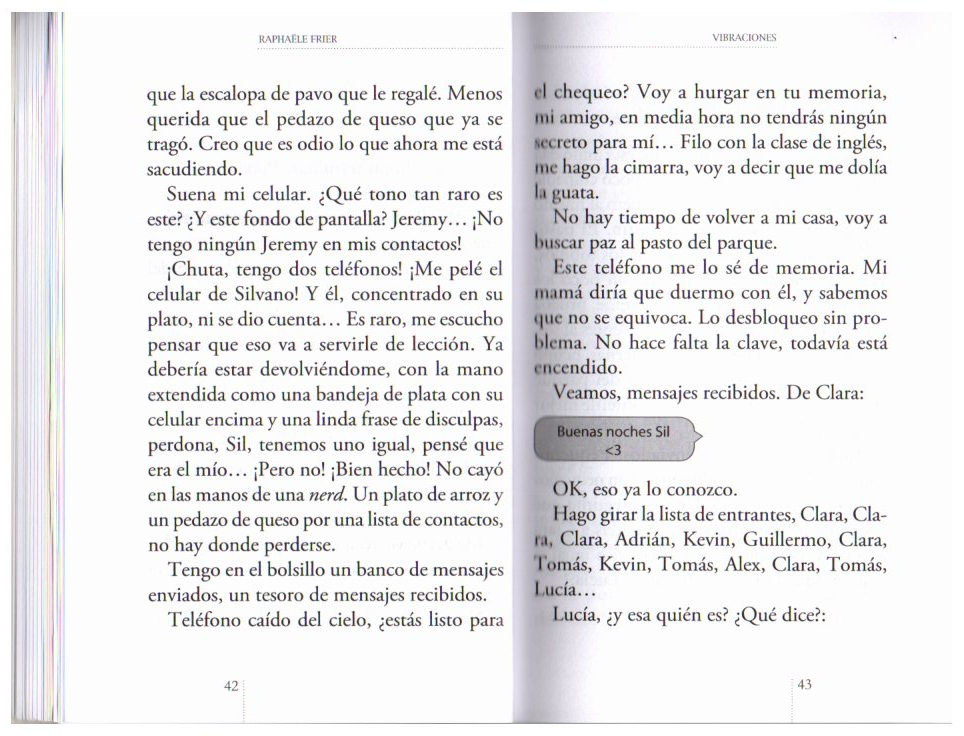 RAPHAËLE FRIER
que la escalopa de pavo que le regalé. Menos
querida que el pedazo de queso que ya se
tragó. Creo que es odio lo que ahora me está
sacudiendo.
Suena mi celular. ¿Qué tono tan raro es
este? ¿Y este fondo de pantalla? Jeremy... ¡No
tengo ningún Jeremy en mis contactos!
¡Chuta, tengo dos teléfonos! ¡Me pelé el
celular de Silvano! Y él, concentrado en su
plato, ni se dio cuenta... Es raro, me escucho
pensar que eso va a servirle de lección. Ya
debería estar devolviéndome, con la mano
extendida como una bandeja de plata con su
celular encima y una linda frase de disculpas,
perdona, Sil, tenemos uno igual, pensé que
era el mío... ¡Pero no! ¡Bien hecho! No cayó
en las manos de una nerd. Un plato de arroz y
un pedazo de queso por una lista de contactos,
no hay donde perderse.
Tengo en el bolsillo un banco de mensajes
enviados, un tesoro de mensajes recibidos.
Teléfono caído del cielo, ¿estás listo para
42
VIBRACIONES
el chequeo? Voy a hurgar en tu memoria,
mi amigo, en media hora no tendrás ningún
secreto para mí... Filo con la clase de inglés,
me hago la cimarra, voy a decir que me dolía
la guata.
No hay tiempo de volver a mi casa, voy a
buscar paz al pasto del parque.
Este teléfono me lo sé de memoria. Mi
mamá diría que duermo con él, y sabemos
que no se equivoca. Lo desbloqueo sin pro-
blema. No hace falta la clave, todavía está
encendido.
Veamos, mensajes recibidos. De Clara:
Buenas noches Sil
<3
OK, eso ya lo conozco.
Hago girar la lista de entrantes, Clara, Cla-
ra, Clara, Adrián, Kevin, Guillermo, Clara,
Tomás, Kevin, Tomás, Alex, Clara, Tomás,
Lucía...
Lucía, ¿y esa quién es? ¿Qué dice?:
43